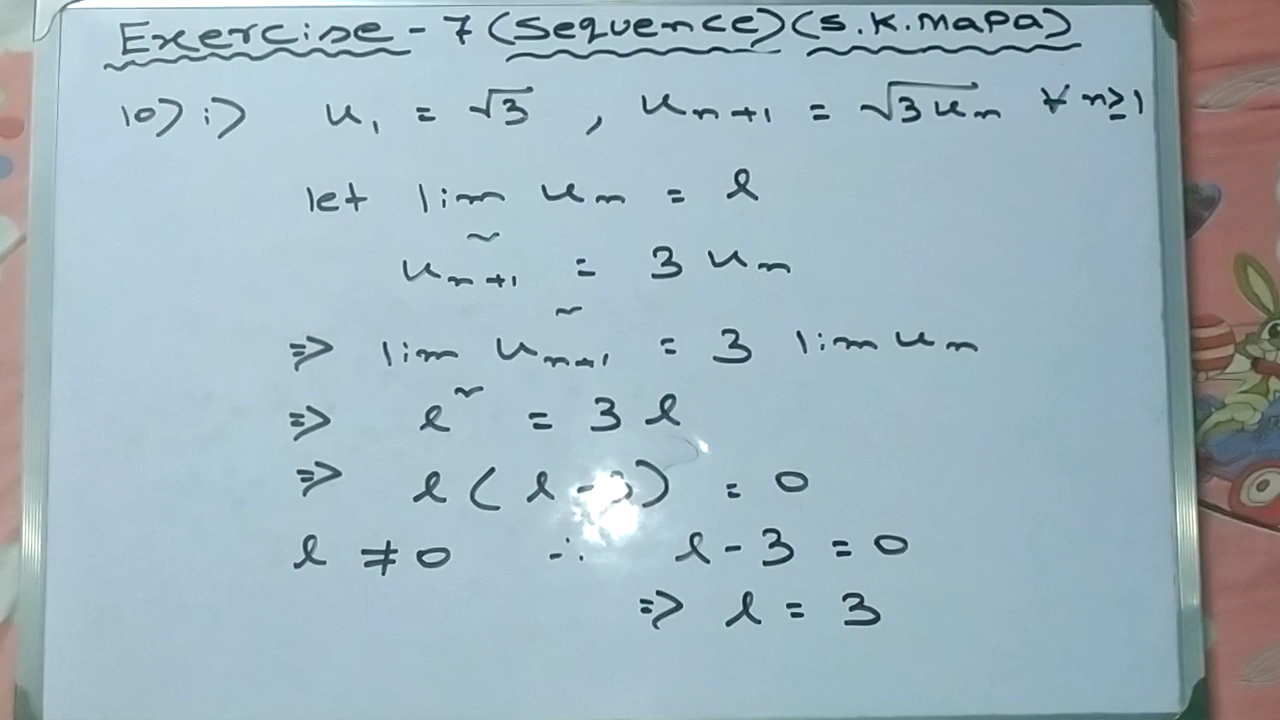 Exercise - 7 (Sequence) (S.K. Mapa)
10) i) u₁ = √3 , uₙ₊₁ = √3uₙ ∀ n ≥ 1
let lim uₙ = l
uₙ₊₁² = 3 uₙ
⇒ lim uₙ₊₁² = 3 lim uₙ
⇒ l² = 3 l
⇒ l ( l - 3) = 0
l ≠ 0 ∴ l - 3 = 0
⇒ l = 3